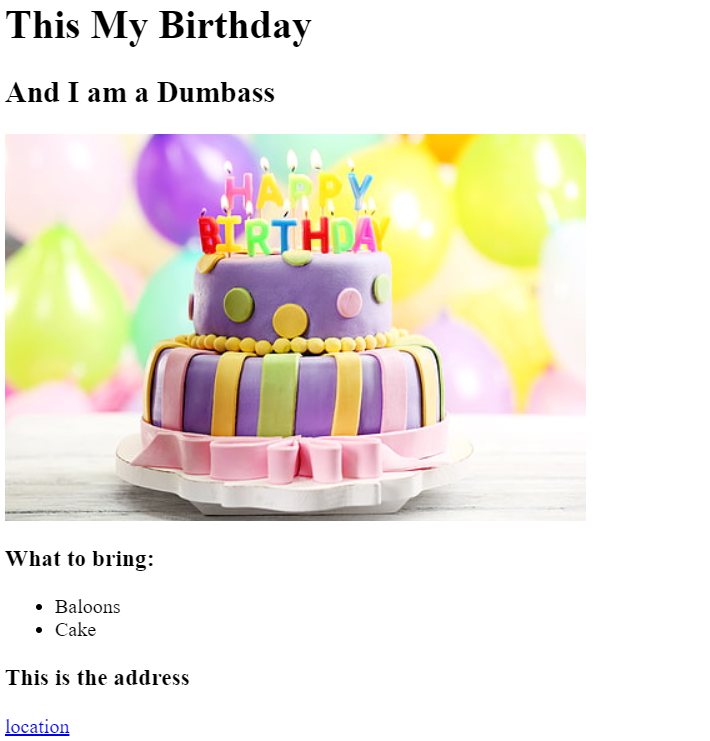 This My Birthday
And I am a Dumbass
HAPPY
BIRTHDAY
What to bring:
Baloons
Cake
This is the address
location